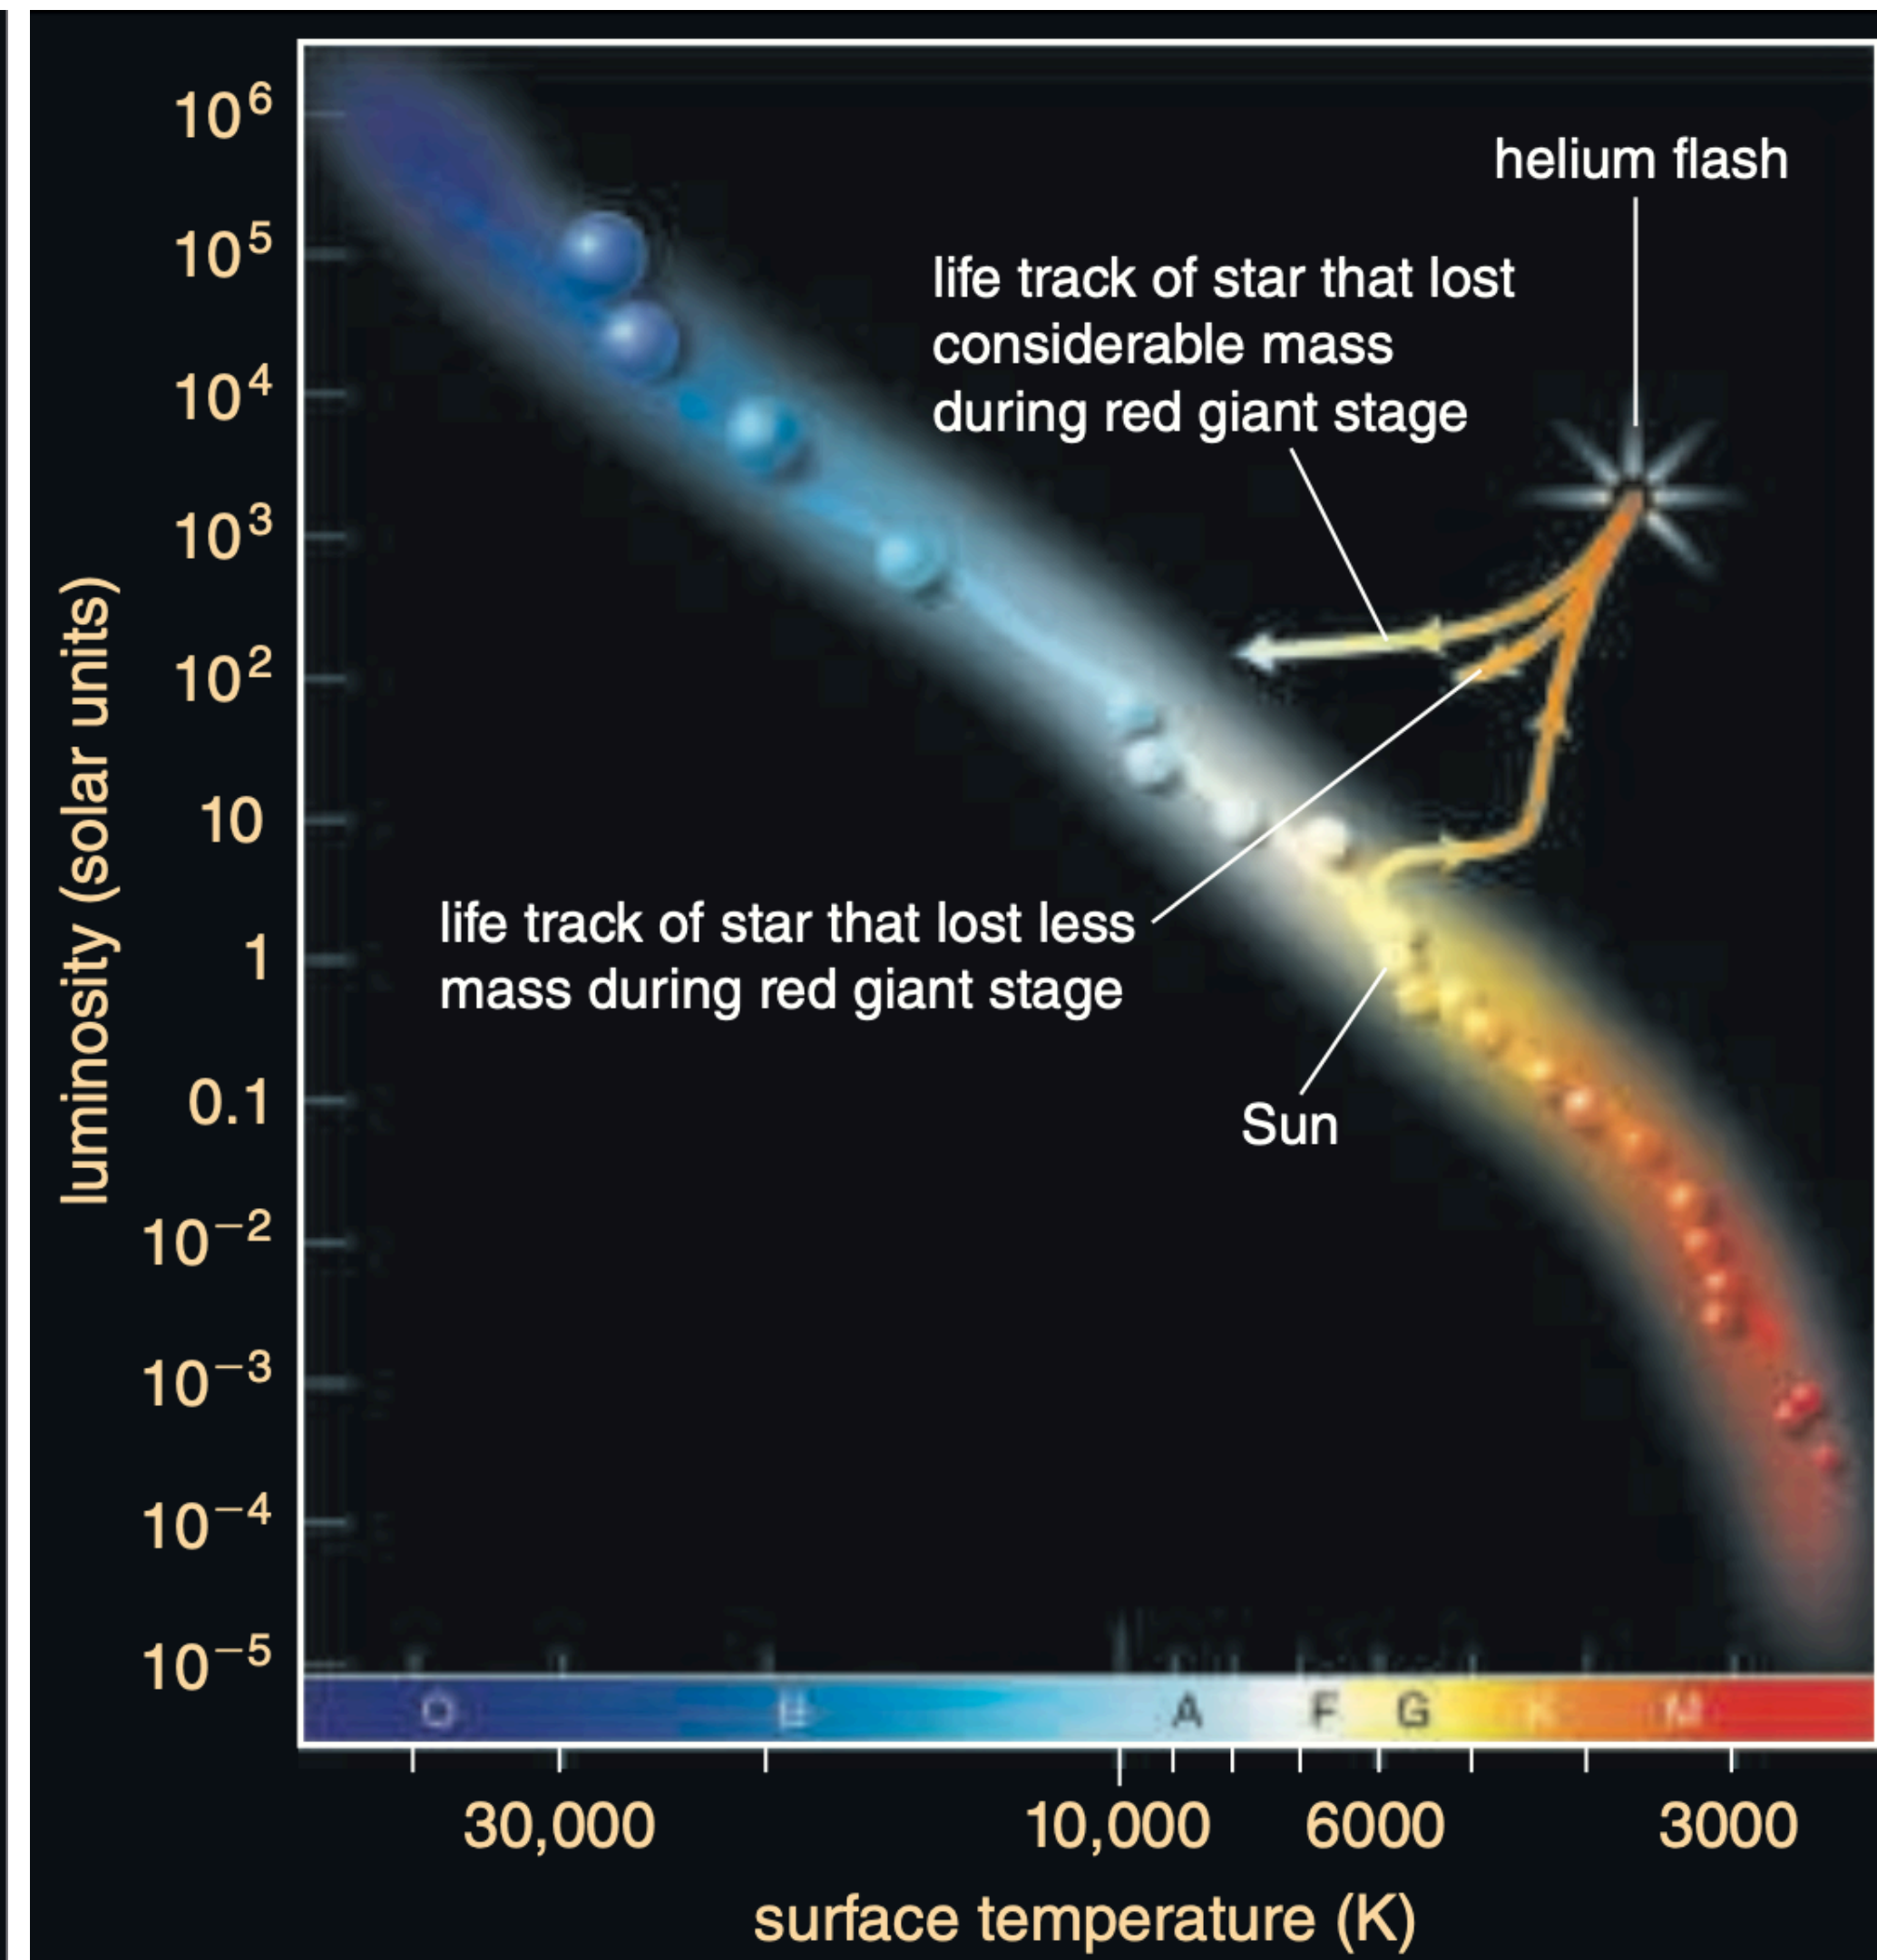 10⁶
10⁵
10⁴
10³
10²
10
1
0.1
10⁻²
10⁻³
10⁻⁴
10⁻⁵
luminosity (solar units)
helium flash
life track of star that lost
considerable mass
during red giant stage
life track of star that lost less
mass during red giant stage
Sun
O B A F G K M
30,000 10,000 6000 3000
surface temperature (K)